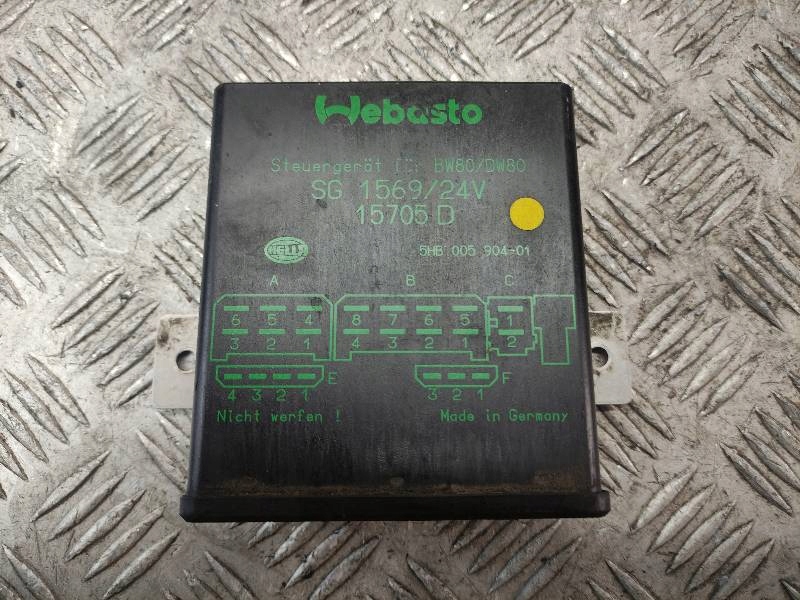 Webasto
Steuergerät BW80/DW80
SG 1569/24V
15705 D
HELLA 5HB 005 904-01
A B C
6 5 4 8 7 6 5 1
3 2 1 4 3 2 1 2
E F
4 3 2 1 3 2 1
Nicht werfen ! Made in Germany